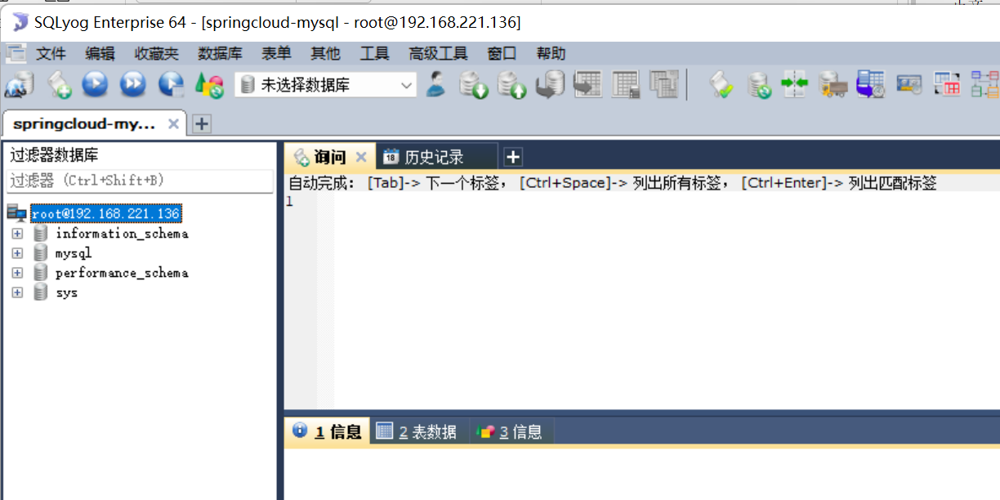 SQLyog Enterprise 64 - [springcloud-mysql - root@192.168.221.136]
文件 编辑 收藏夹 数据库 表单 其他 工具 高级工具 窗口 帮助
未选择数据库
springcloud-my...
过滤器数据库
过滤器 (Ctrl+Shift+B)
root@192.168.221.136
information_schema
mysql
performance_schema
sys
询问 18 历史记录
自动完成: [Tab]-> 下一个标签, [Ctrl+Space]-> 列出所有标签, [Ctrl+Enter]-> 列出匹配标签
1
1 信息 2 表数据 3 信息